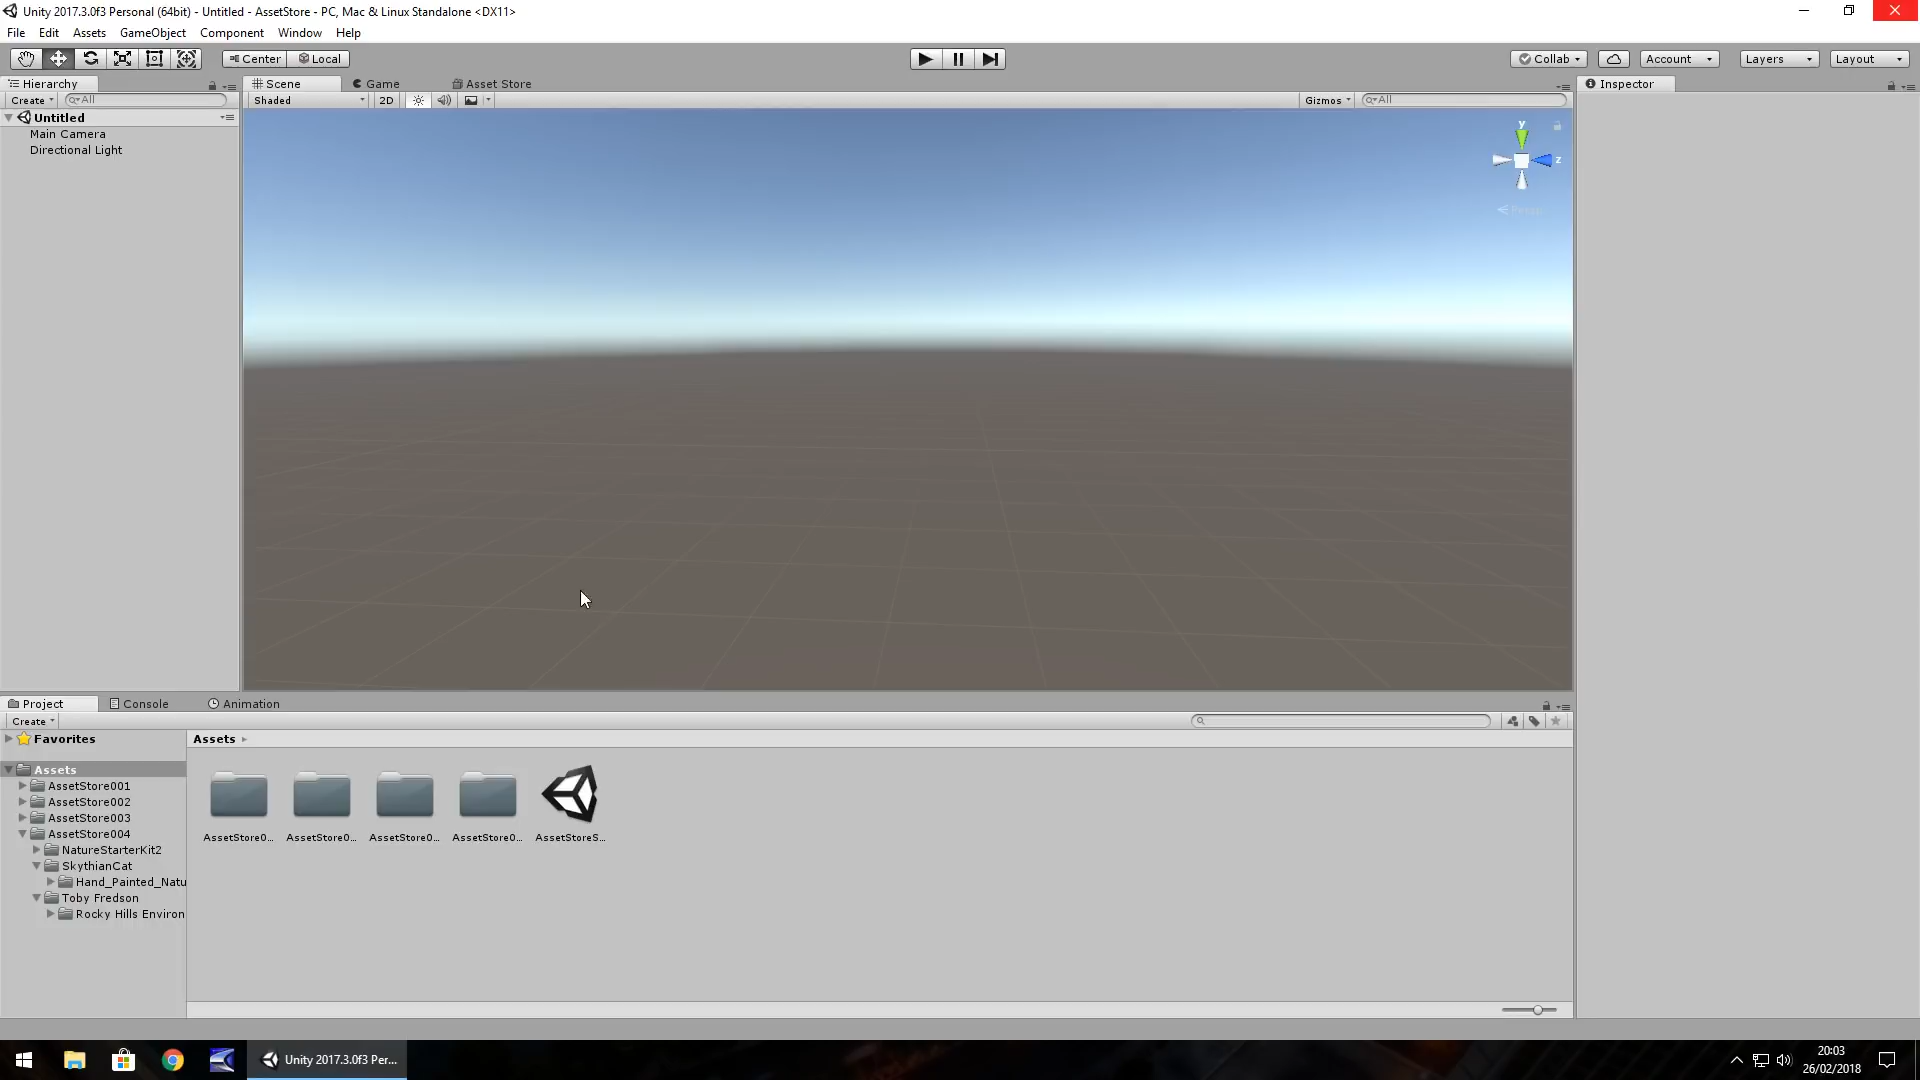 Unity 2017.3.0f3 Personal (64bit) - Untitled - AssetStore - PC, Mac & Linux Standalone <DX11>
File Edit Assets GameObject Component Window Help
Center Local Collab Account Layers Layout
Hierarchy Scene Game Asset Store Inspector
Create All Shaded 2D Gizmos All
Untitled
Main Camera
Directional Light
y
z
Persp
Project Console Animation
Create
Favorites
Assets
Assets
AssetStore001
AssetStore002
AssetStore003
AssetStore004
NatureStarterKit2
SkythianCat
Hand_Painted_Natu
Toby Fredson
Rocky Hills Environ
AssetStore0... AssetStore0... AssetStore0... AssetStore0... AssetStoreS...
Unity 2017.3.0f3 Per...
20:03
26/02/2018